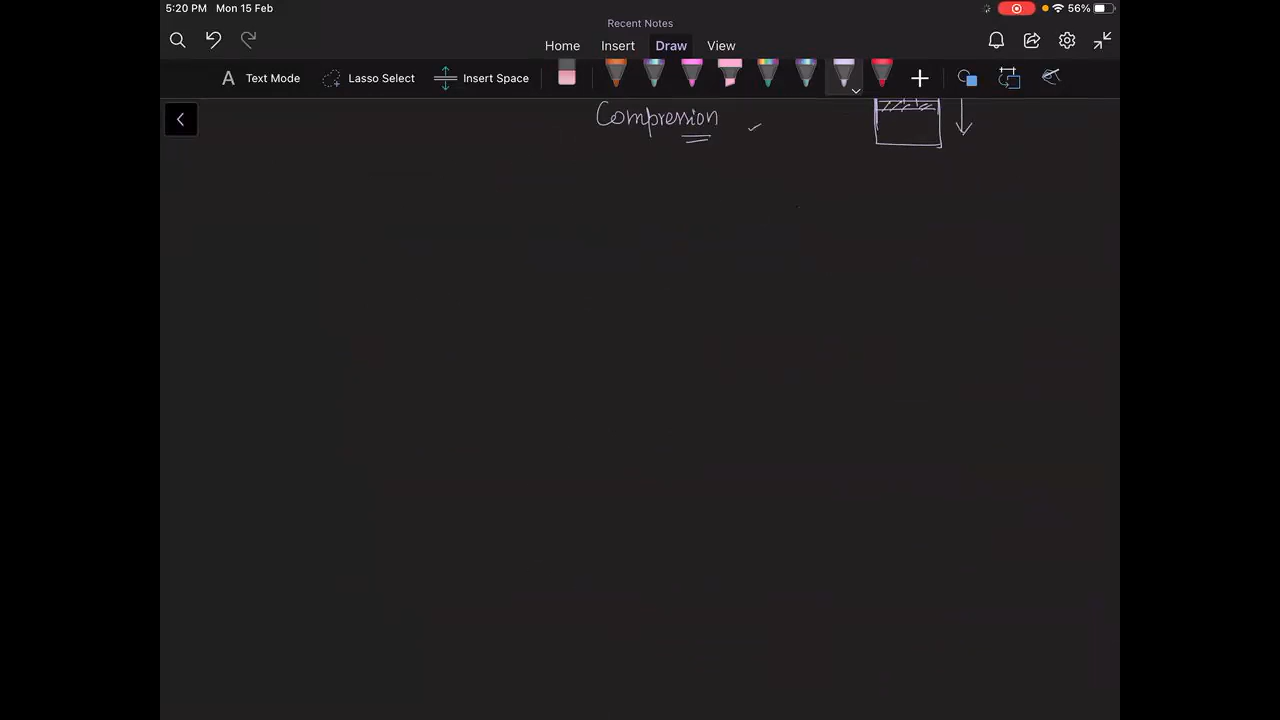 5:20 PM Mon 15 Feb
56%
Recent Notes
Home Insert Draw View
A Text Mode Lasso Select Insert Space
Compression